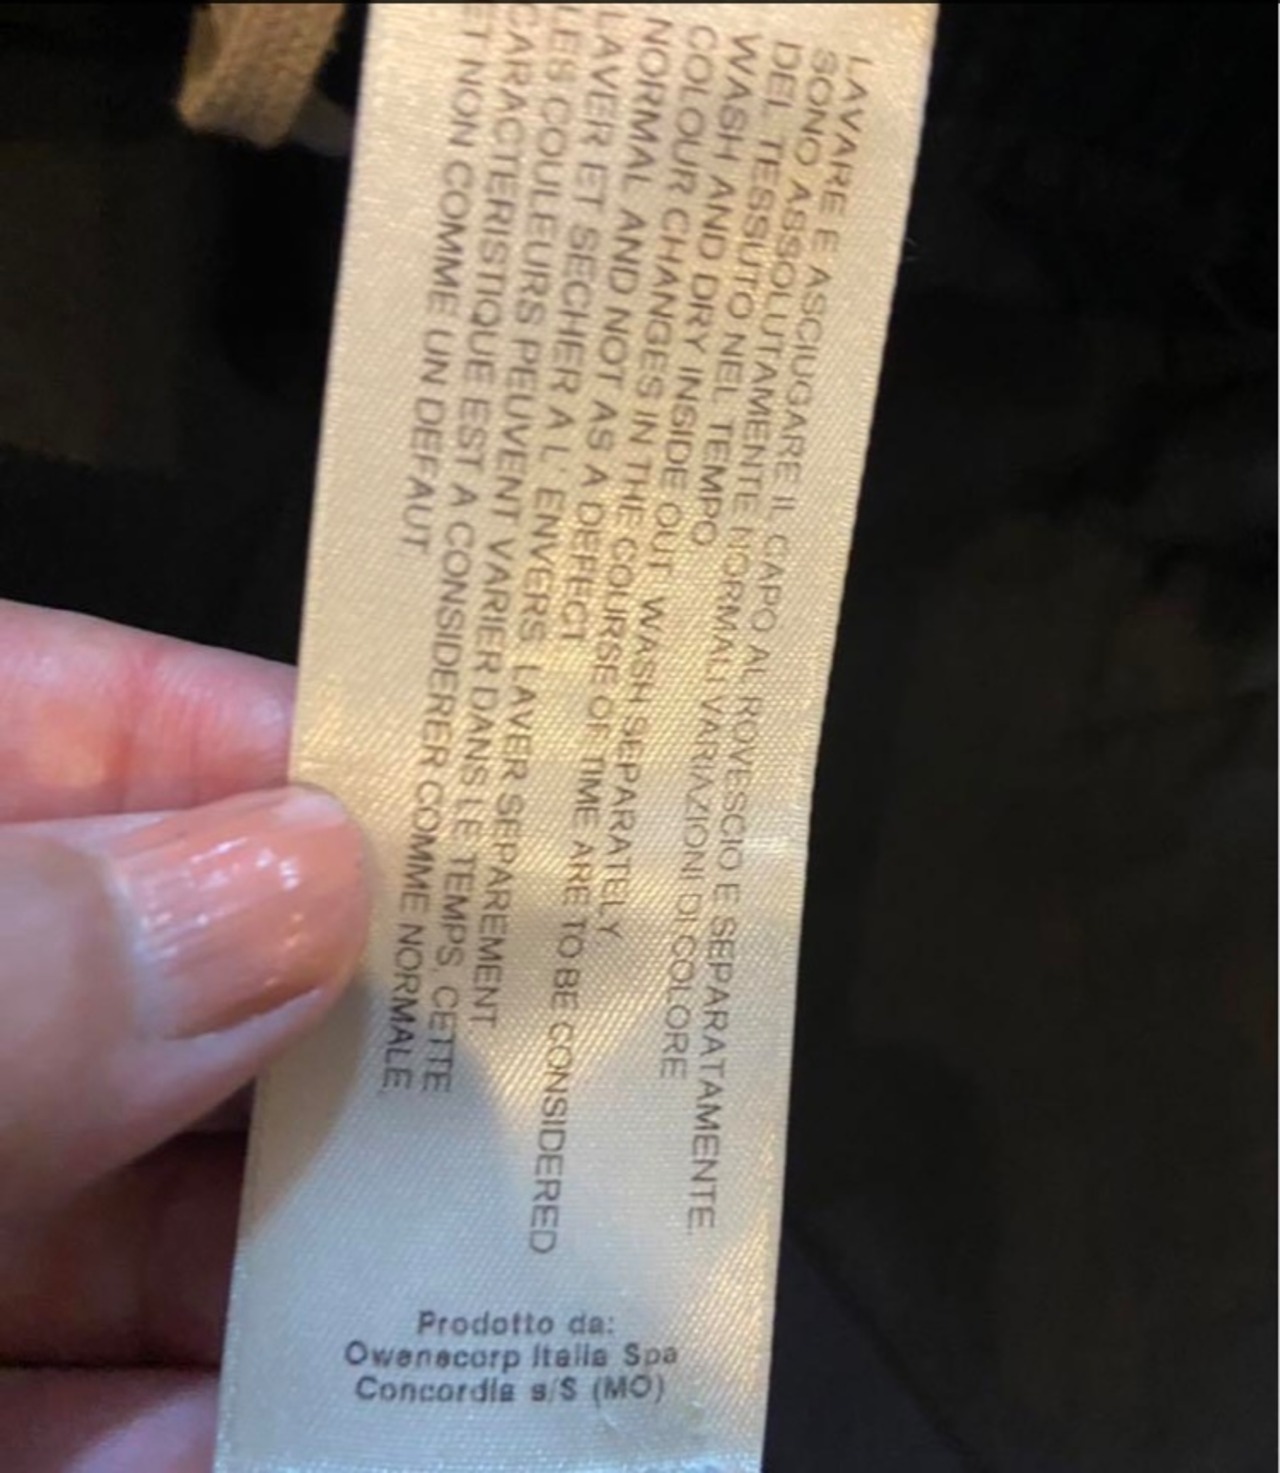 LAVARE E ASCIUGARE IL CAPO AL ROVESCIO E SEPARATAMENTE.
SONO ASSOLUTAMENTE NORMALI VARIAZIONI DI COLORE
DEL TESSUTO NEL TEMPO
WASH AND DRY INSIDE OUT. WASH SEPARATELY.
COLOUR CHANGES IN THE COURSE OF TIME ARE TO BE CONSIDERED
NORMAL AND NOT AS A DEFECT
LAVER ET SECHER A L' ENVERS. LAVER SEPAREMENT
LES COULEURS PEUVENT VARIER DANS LE TEMPS. CETTE
CARACTERISTIQUE EST A CONSIDERER COMME NORMALE.
ET NON COMME UN DEFAUT.
Prodotto da:
Owenscorp Italia Spa
Concordia s/S (MO)